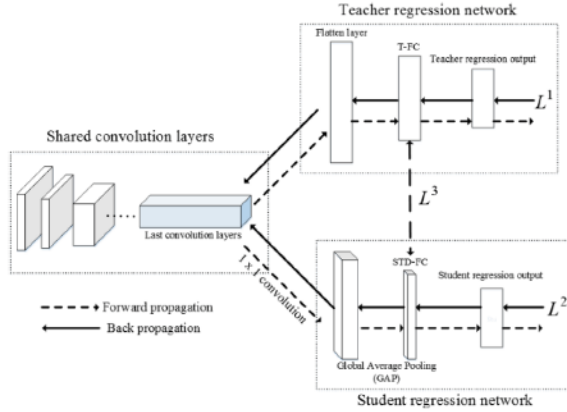 Teacher regression network
Flatten layer
T-FC
Teacher regression output
L¹
Shared convolution layers
Last convolution layers
L³
1 x 1 convolution
STD-FC
Student regression output
L²
Forward propagation
Back propagation
Global Average Pooling
(GAP)
Student regression network